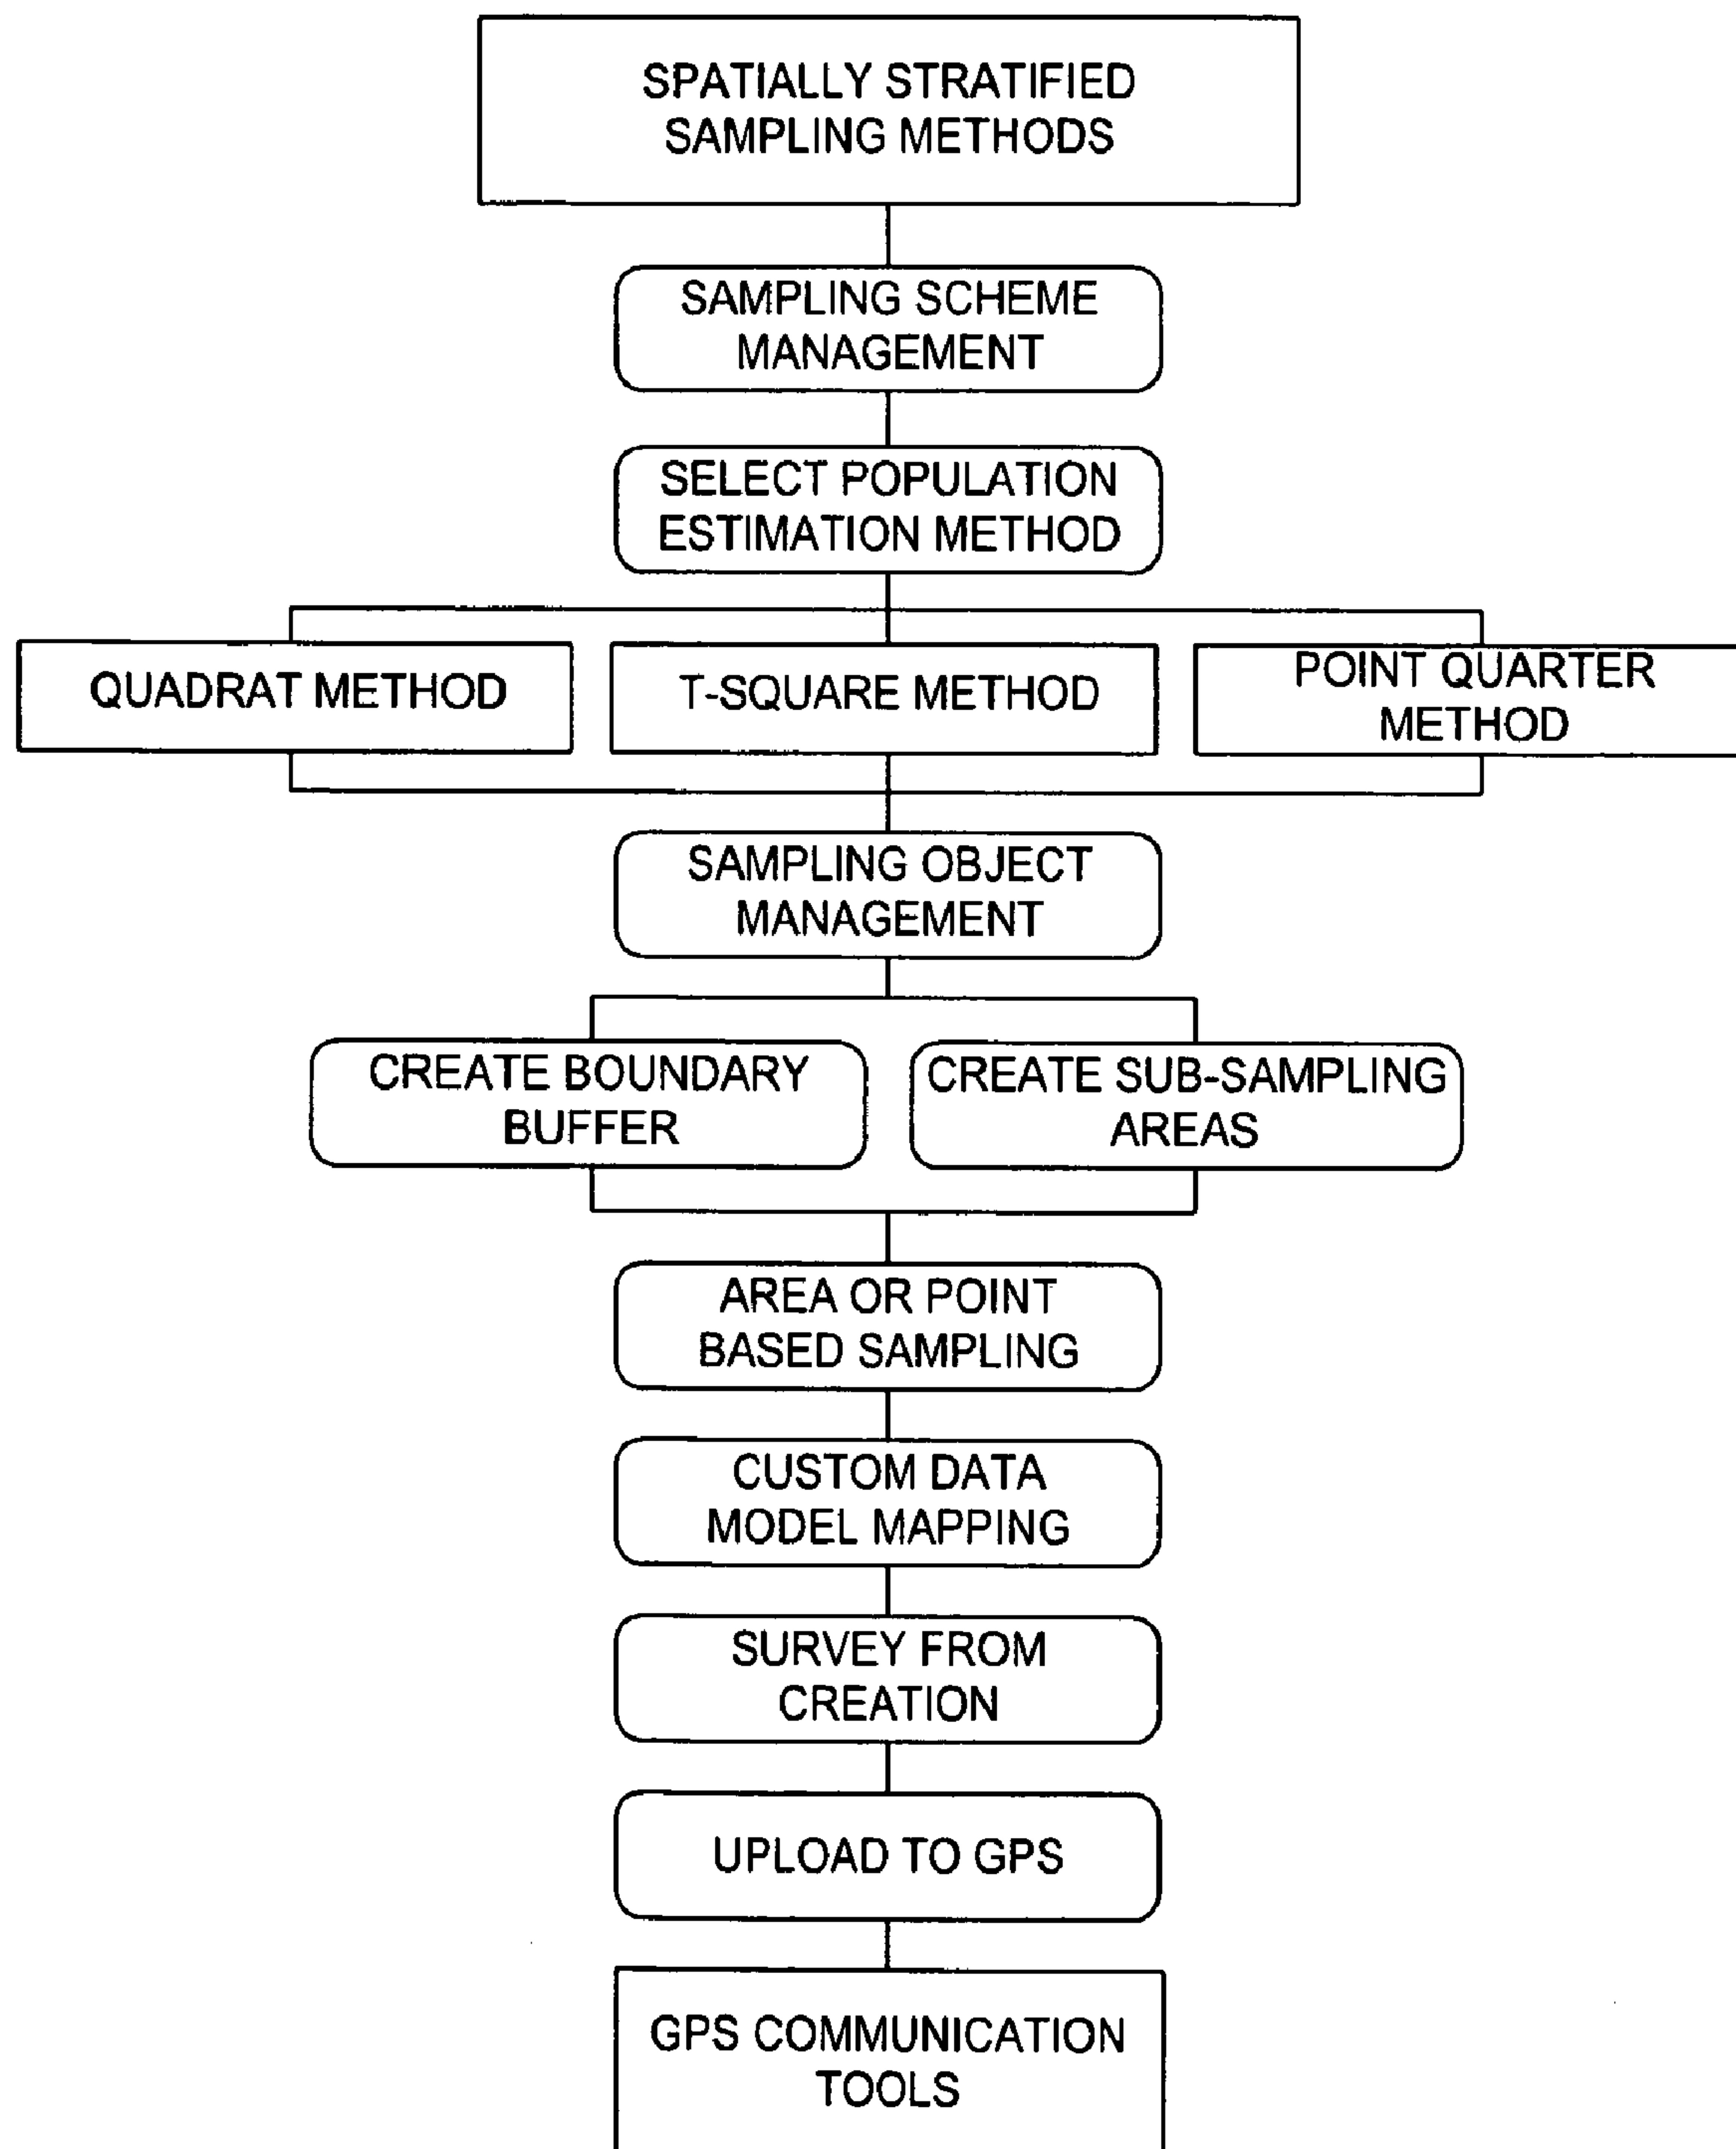 SPATIALLY STRATIFIED
SAMPLING METHODS
SAMPLING SCHEME
MANAGEMENT
SELECT POPULATION
ESTIMATION METHOD
QUADRAT METHOD
T-SQUARE METHOD
POINT QUARTER
METHOD
SAMPLING OBJECT
MANAGEMENT
CREATE BOUNDARY
BUFFER
CREATE SUB-SAMPLING
AREAS
AREA OR POINT
BASED SAMPLING
CUSTOM DATA
MODEL MAPPING
SURVEY FROM
CREATION
UPLOAD TO GPS
GPS COMMUNICATION
TOOLS